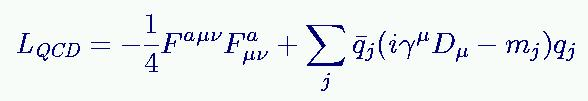 $L_{QCD} = -\frac{1}{4} F^{a\mu\nu} F^{a}_{\mu\nu} + \sum_{j} \bar{q}_j (i\gamma^{\mu} D_{\mu} - m_j) q_j$